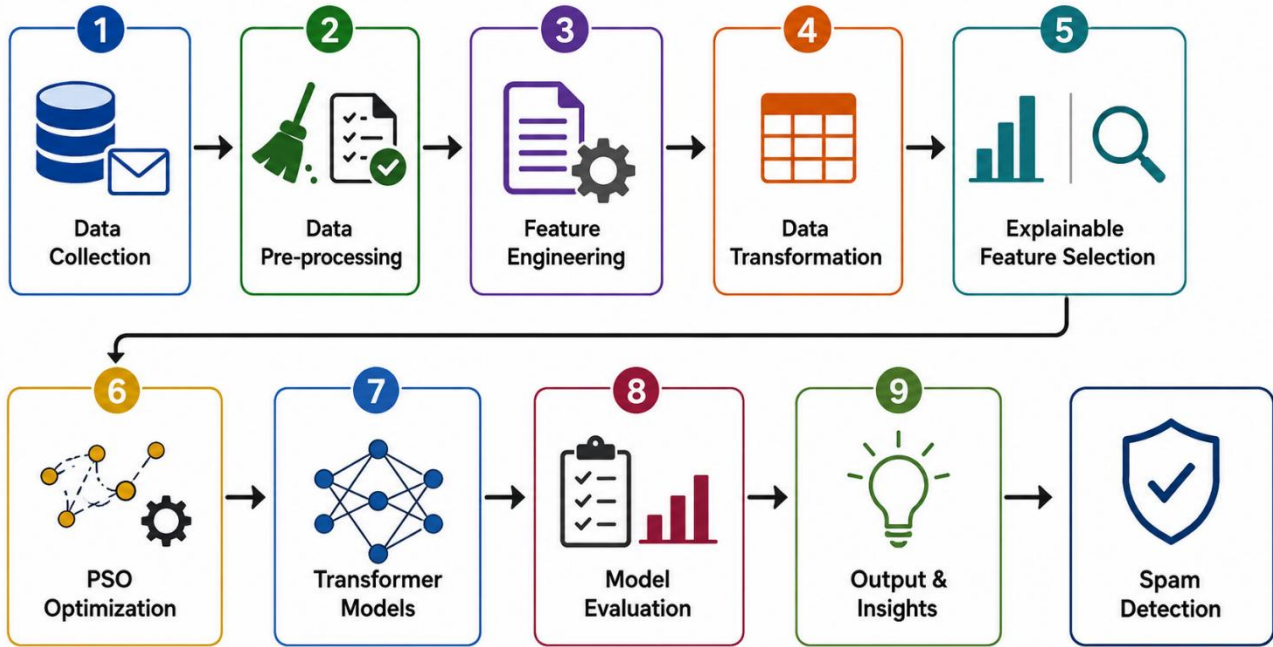 1
Data
Collection
2
Data
Pre-processing
3
Feature
Engineering
4
Data
Transformation
5
Explainable
Feature Selection
6
PSO
Optimization
7
Transformer
Models
8
Model
Evaluation
9
Output &
Insights
Spam
Detection